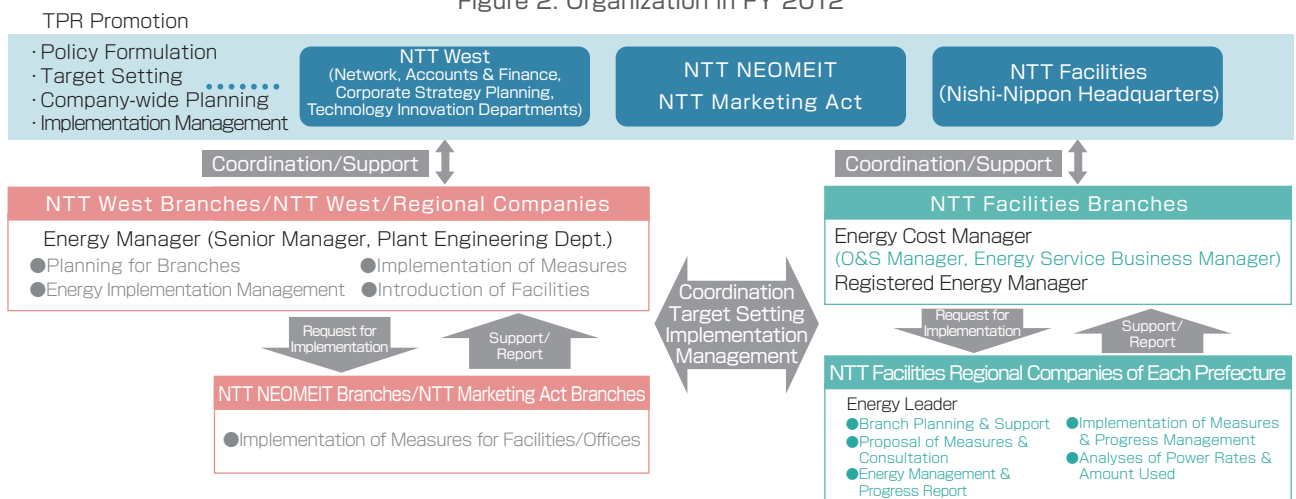 Figure 2. Organization in FY 2012
TPR Promotion
・Policy Formulation
・Target Setting
・Company-wide Planning
・Implementation Management
NTT West
(Network, Accounts & Finance,
Corporate Strategy Planning,
Technology Innovation Departments)
NTT NEOMEIT
NTT Marketing Act
NTT Facilities
(Nishi-Nippon Headquarters)
Coordination/Support
Coordination/Support
NTT West Branches/NTT West/Regional Companies
Energy Manager (Senior Manager, Plant Engineering Dept.)
●Planning for Branches
●Implementation of Measures
●Energy Implementation Management
●Introduction of Facilities
Request for
Implementation
Support/
Report
NTT NEOMEIT Branches/NTT Marketing Act Branches
●Implementation of Measures for Facilities/Offices
Coordination
Target Setting
Implementation
Management
NTT Facilities Branches
Energy Cost Manager
(O&S Manager, Energy Service Business Manager)
Registered Energy Manager
Request for
Implementation
Support/
Report
NTT Facilities Regional Companies of Each Prefecture
Energy Leader
●Branch Planning & Support
●Proposal of Measures &
Consultation
●Energy Management &
Progress Report
●Implementation of Measures
& Progress Management
●Analyses of Power Rates &
Amount Used